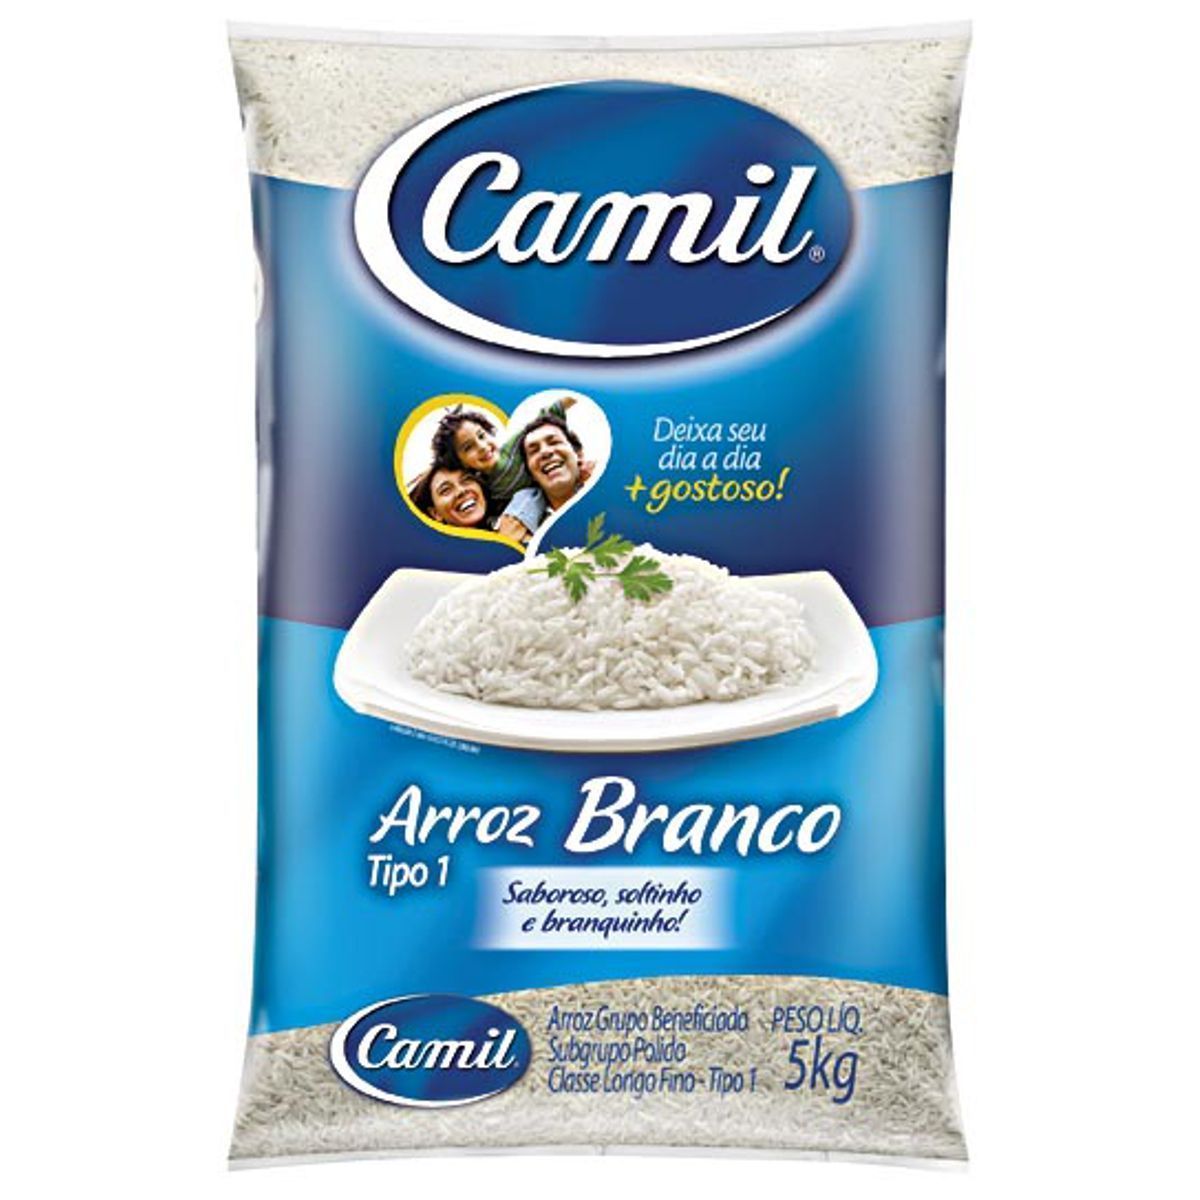 Camil®
Deixa seu
dia a dia
+gostoso!
Arroz Branco
Tipo 1
Saboroso, soltinho
e branquinho!
Camil
Arroz Grupo Beneficiado
Subgrupo Polido
Classe Longo Fino - Tipo 1
PESO LÍQ.
5kg